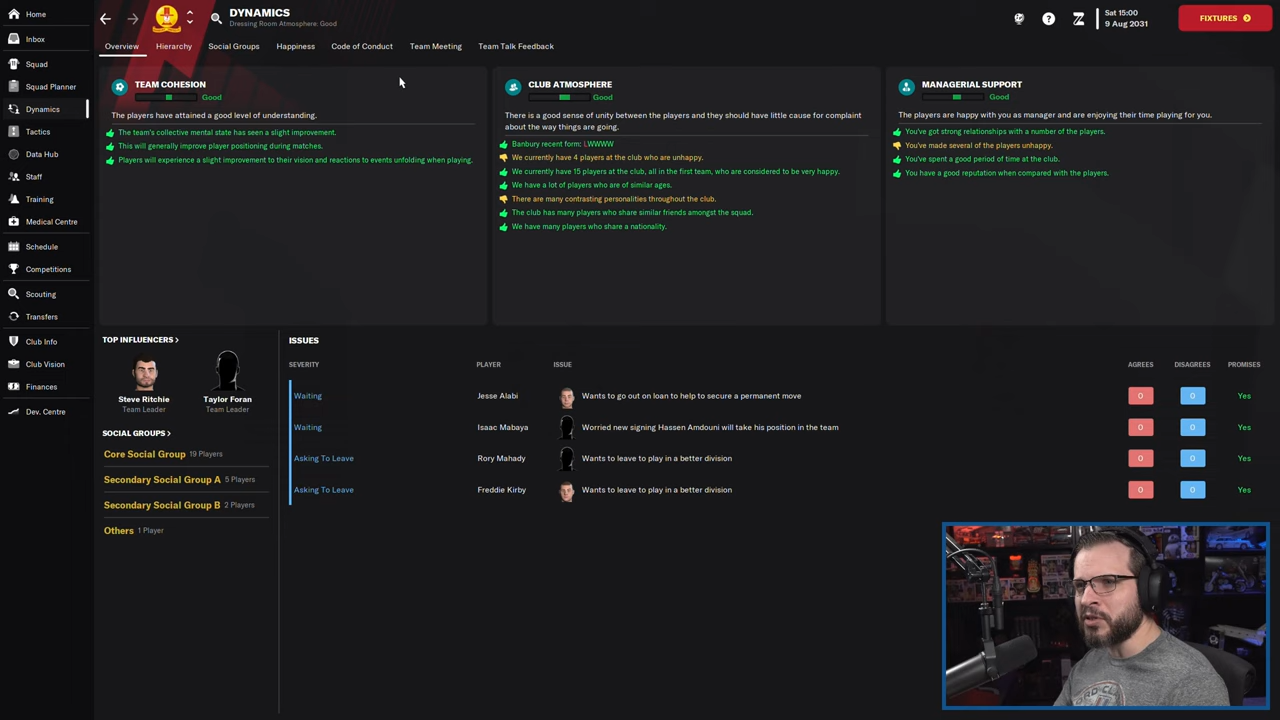 Home
Inbox
Squad
Squad Planner
Dynamics
Tactics
Data Hub
Staff
Training
Medical Centre
Schedule
Competitions
Scouting
Transfers
Club Info
Club Vision
Finances
Dev. Centre
DYNAMICS
Dressing Room Atmosphere: Good
Sat 15:00
9 Aug 2031
FIXTURES
Overview Hierarchy Social Groups Happiness Code of Conduct Team Meeting Team Talk Feedback
TEAM COHESION
Good
The players have attained a good level of understanding.
The team's collective mental state has seen a slight improvement.
This will generally improve player positioning during matches.
Players will experience a slight improvement to their vision and reactions to events unfolding when playing.
CLUB ATMOSPHERE
Good
There is a good sense of unity between the players and they should have little cause for complaint
about the way things are going.
Banbury recent form: LWWWW
We currently have 4 players at the club who are unhappy.
We currently have 15 players at the club, all in the first team, who are considered to be very happy.
We have a lot of players who are of similar ages.
There are many contrasting personalities throughout the club.
The club has many players who share similar friends amongst the squad.
We have many players who share a nationality.
MANAGERIAL SUPPORT
Good
The players are happy with you as manager and are enjoying their time playing for you.
You've got strong relationships with a number of the players.
You've made several of the players unhappy.
You've spent a good period of time at the club.
You have a good reputation when compared with the players.
TOP INFLUENCERS >
Steve Ritchie
Team Leader
Taylor Foran
Team Leader
SOCIAL GROUPS >
Core Social Group 19 Players
Secondary Social Group A 5 Players
Secondary Social Group B 2 Players
Others 1 Player
ISSUES
SEVERITY PLAYER ISSUE AGREES DISAGREES PROMISES
Waiting Jesse Alabi Wants to go out on loan to help to secure a permanent move 0 0 Yes
Waiting Isaac Mabaya Worried new signing Hassen Amdouni will take his position in the team 0 0 Yes
Asking To Leave Rory Mahady Wants to leave to play in a better division 0 0 Yes
Asking To Leave Freddie Kirby Wants to leave to play in a better division 0 0 Yes